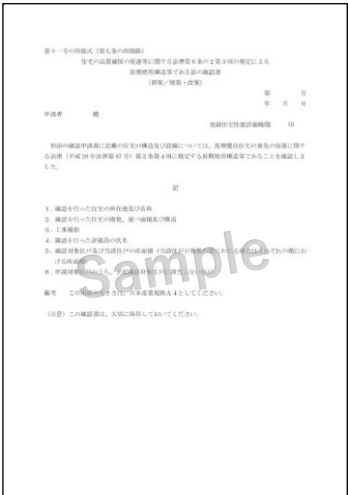 第十一号の四様式（第七条の四関係）
住宅の品質確保の促進等に関する法律第6条の2第3項の規定による
長期使用構造等である旨の確認書
（新築／増築・改築）
第　　　号
年　月　日
申請者　　殿
登録住宅性能評価機関　　印
別添の確認申請書に記載の住宅の構造及び設備については、長期優良住宅の普及の促進に関す
る法律（平成20年法律第87号）第2条第4項に規定する長期使用構造等であることを確認しま
した。
記
1．確認を行った住宅の所在地及び名称
2．確認を行った住宅の階数、延べ面積及び構造
3．工事種別
4．確認を行った評価員の氏名
5．確認対象住戸及び当該住戸の床面積（当該住戸が
ける床面積
6．申請対象住戸のうち、
備考　この用紙の大きさは、日本産業規格A4としてください。
（注意）この確認書は、大切に保存しておいてください。
Sample